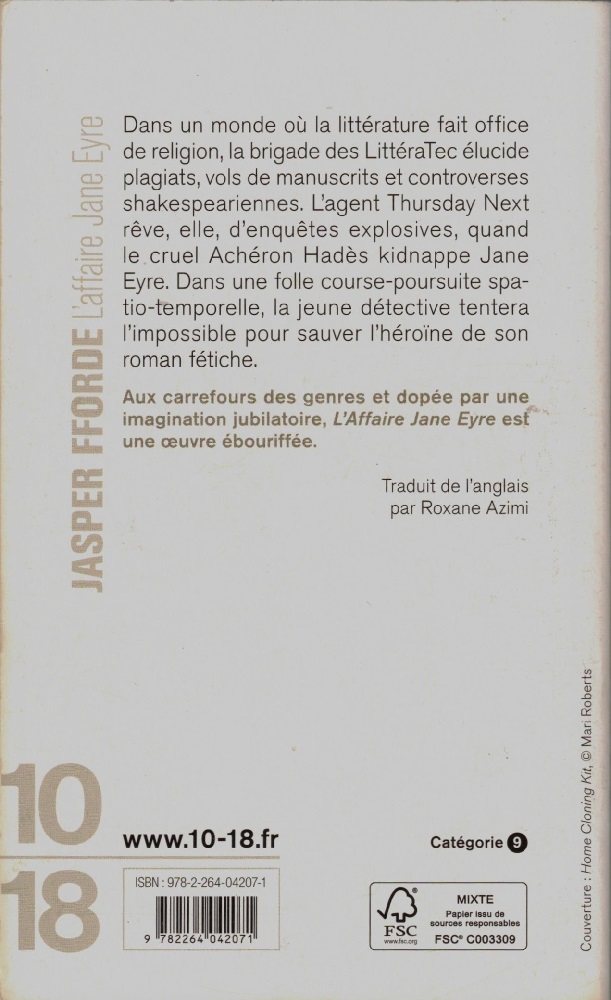 JASPER FFORDE L'affaire Jane Eyre
Dans un monde où la littérature fait office
de religion, la brigade des LittéraTec élucide
plagiats, vols de manuscrits et controverses
shakespeariennes. L'agent Thursday Next
rêve, elle, d'enquêtes explosives, quand
le cruel Achéron Hadès kidnappe Jane
Eyre. Dans une folle course-poursuite spa-
tio-temporelle, la jeune détective tentera
l'impossible pour sauver l'héroïne de son
roman fétiche.
Aux carrefours des genres et dopée par une
imagination jubilatoire, L'Affaire Jane Eyre est
une œuvre ébouriffée.
Traduit de l'anglais
par Roxane Azimi
Couverture : Home Cloning Kit, © Mari Roberts
10
18
www.10-18.fr
Catégorie 9
ISBN : 978-2-264-04207-1
9 782264 042071
FSC
www.fsc.org
MIXTE
Papier issu de
sources responsables
FSC® C003309